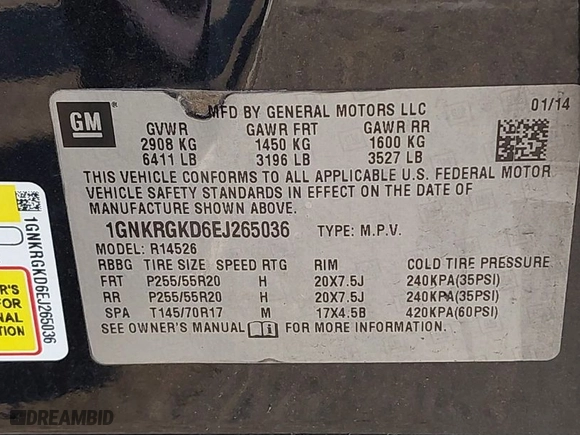 GM
MFD BY GENERAL MOTORS LLC 01/14
GVWR GAWR FRT GAWR RR
2908 KG 1450 KG 1600 KG
6411 LB 3196 LB 3527 LB
THIS VEHICLE CONFORMS TO ALL APPLICABLE U.S. FEDERAL MOTOR
VEHICLE SAFETY STANDARDS IN EFFECT ON THE DATE OF
MANUFACTURE SHOWN ABOVE.
1GNKRGKD6EJ265036 TYPE: M.P.V.
MODEL: R14526
RBBG TIRE SIZE SPEED RTG RIM COLD TIRE PRESSURE
FRT P255/55R20 H 20X7.5J 240KPA(35PSI)
RR P255/55R20 H 20X7.5J 240KPA(35PSI)
SPA T145/70R17 M 17X4.5B 420KPA(60PSI)
SEE OWNER'S MANUAL FOR MORE INFORMATION.
1GNKRGKD6EJ265036
DREAMBID